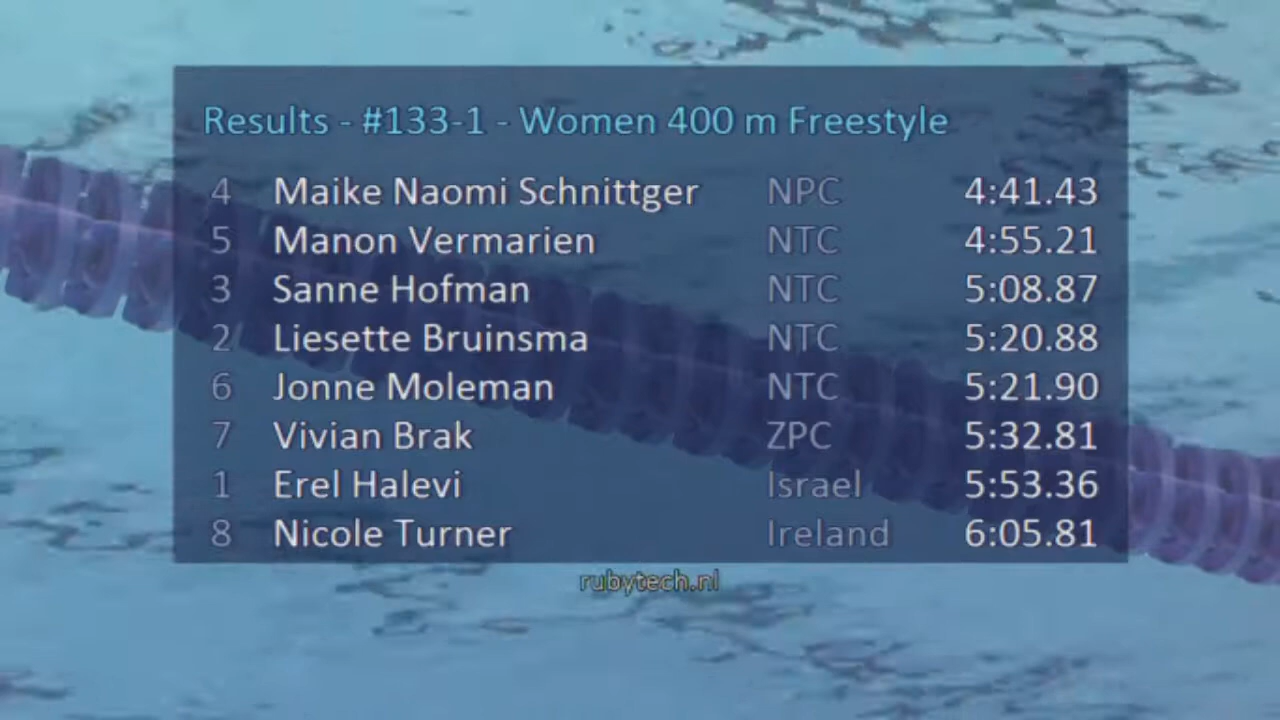 Results - #133-1 - Women 400 m Freestyle
4 Maike Naomi Schnittger NPC 4:41.43
5 Manon Vermarien NTC 4:55.21
3 Sanne Hofman NTC 5:08.87
2 Liesette Bruinsma NTC 5:20.88
6 Jonne Moleman NTC 5:21.90
7 Vivian Brak ZPC 5:32.81
1 Erel Halevi Israel 5:53.36
8 Nicole Turner Ireland 6:05.81
rubytech.nl